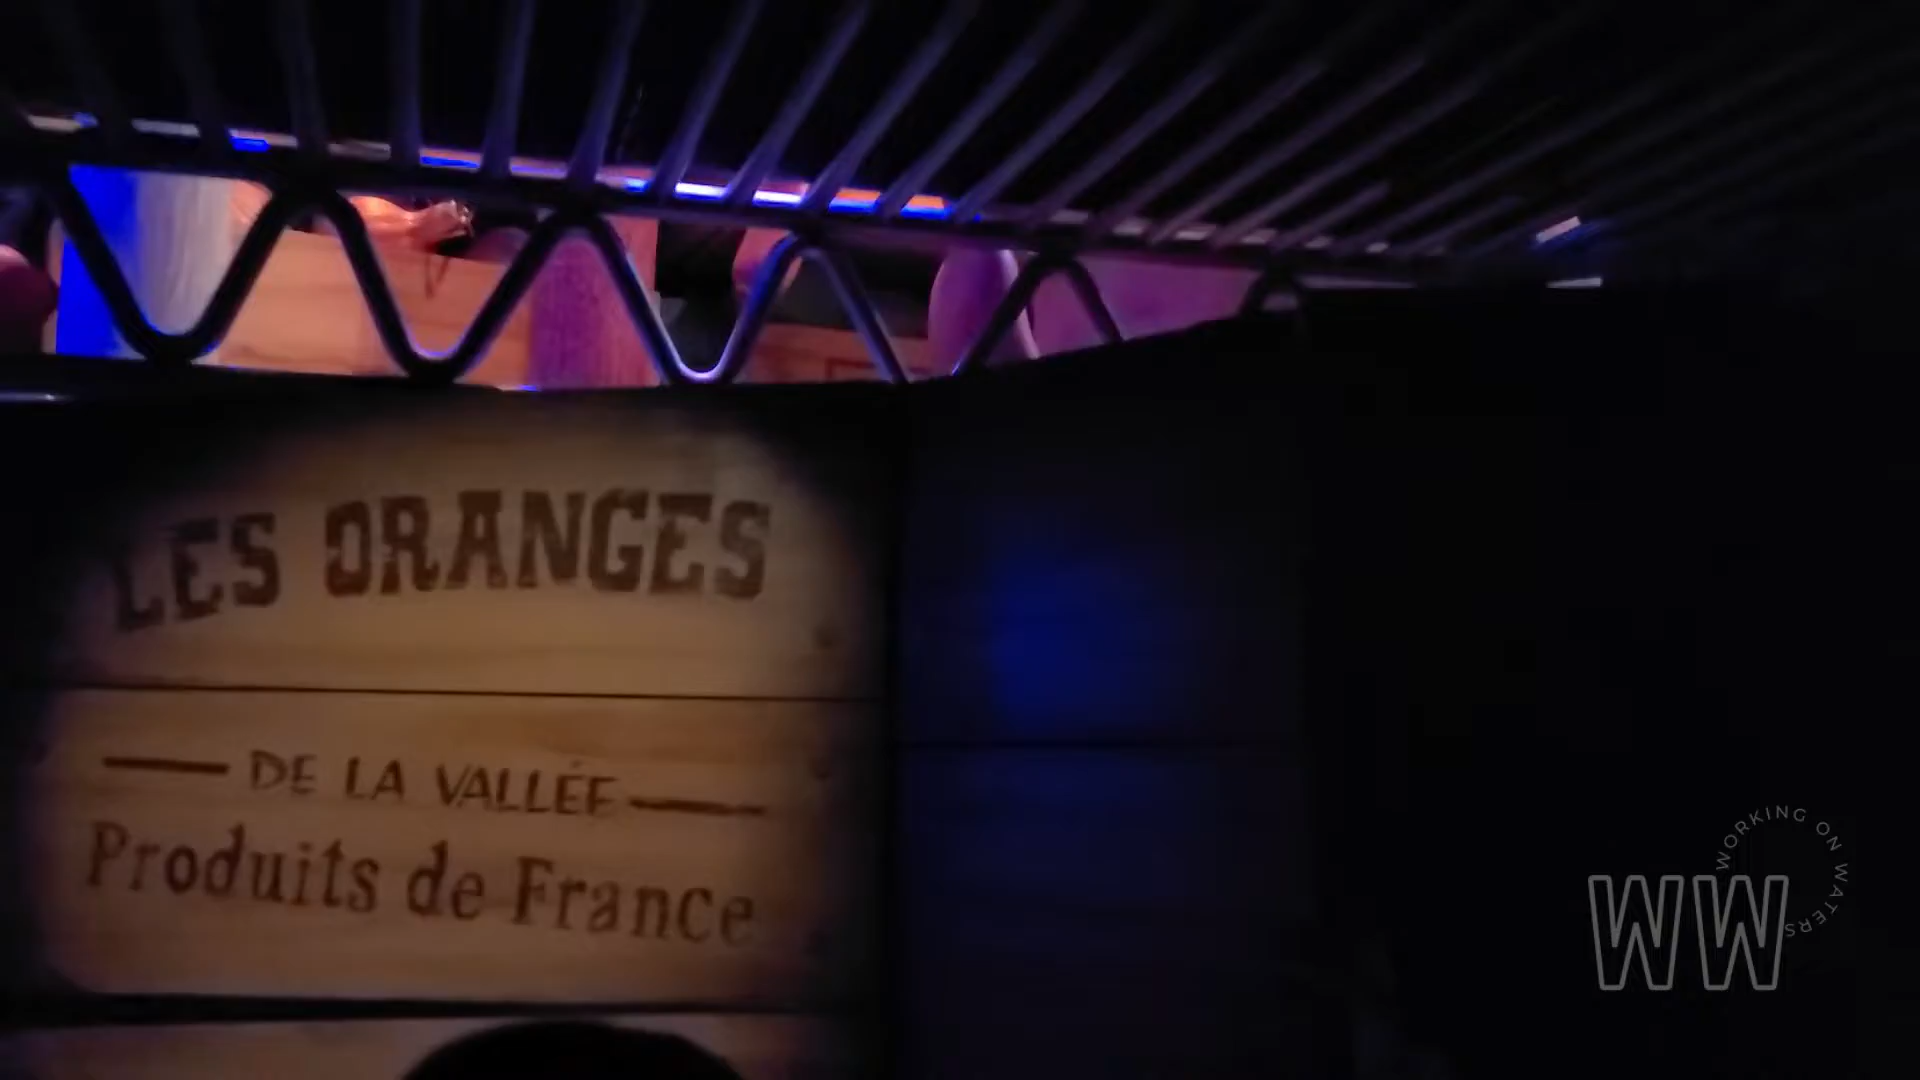 LES ORANGES
DE LA VALLÉE
Produits de France
WORKING ON WATERS
WW